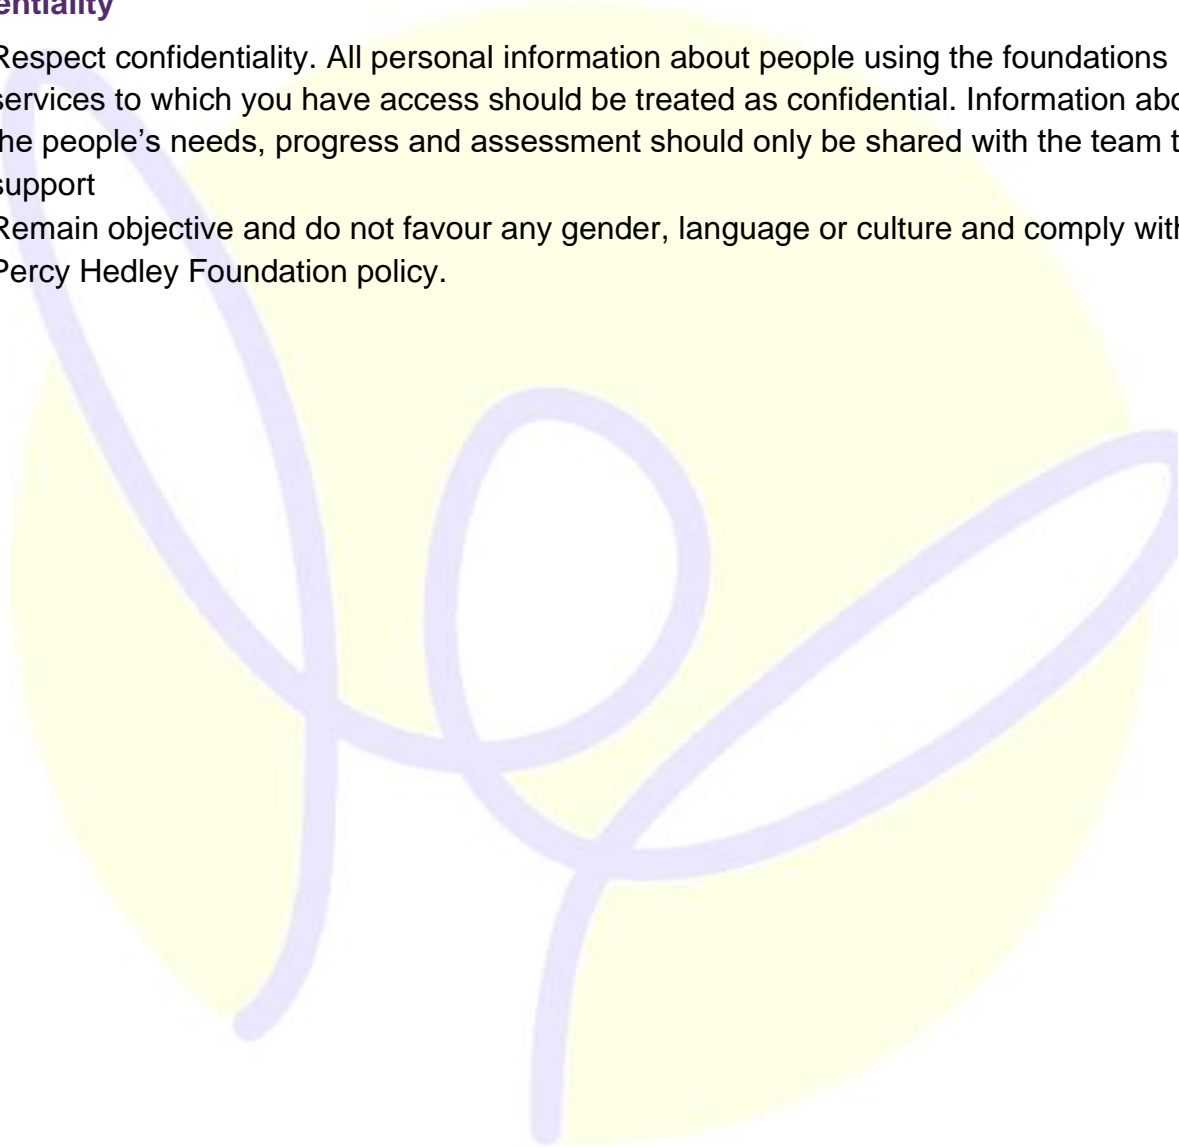 entiality
Respect confidentiality. All personal information about people using the foundations
services to which you have access should be treated as confidential. Information abo
the people's needs, progress and assessment should only be shared with the team t
support
Remain objective and do not favour any gender, language or culture and comply with
Percy Hedley Foundation policy.